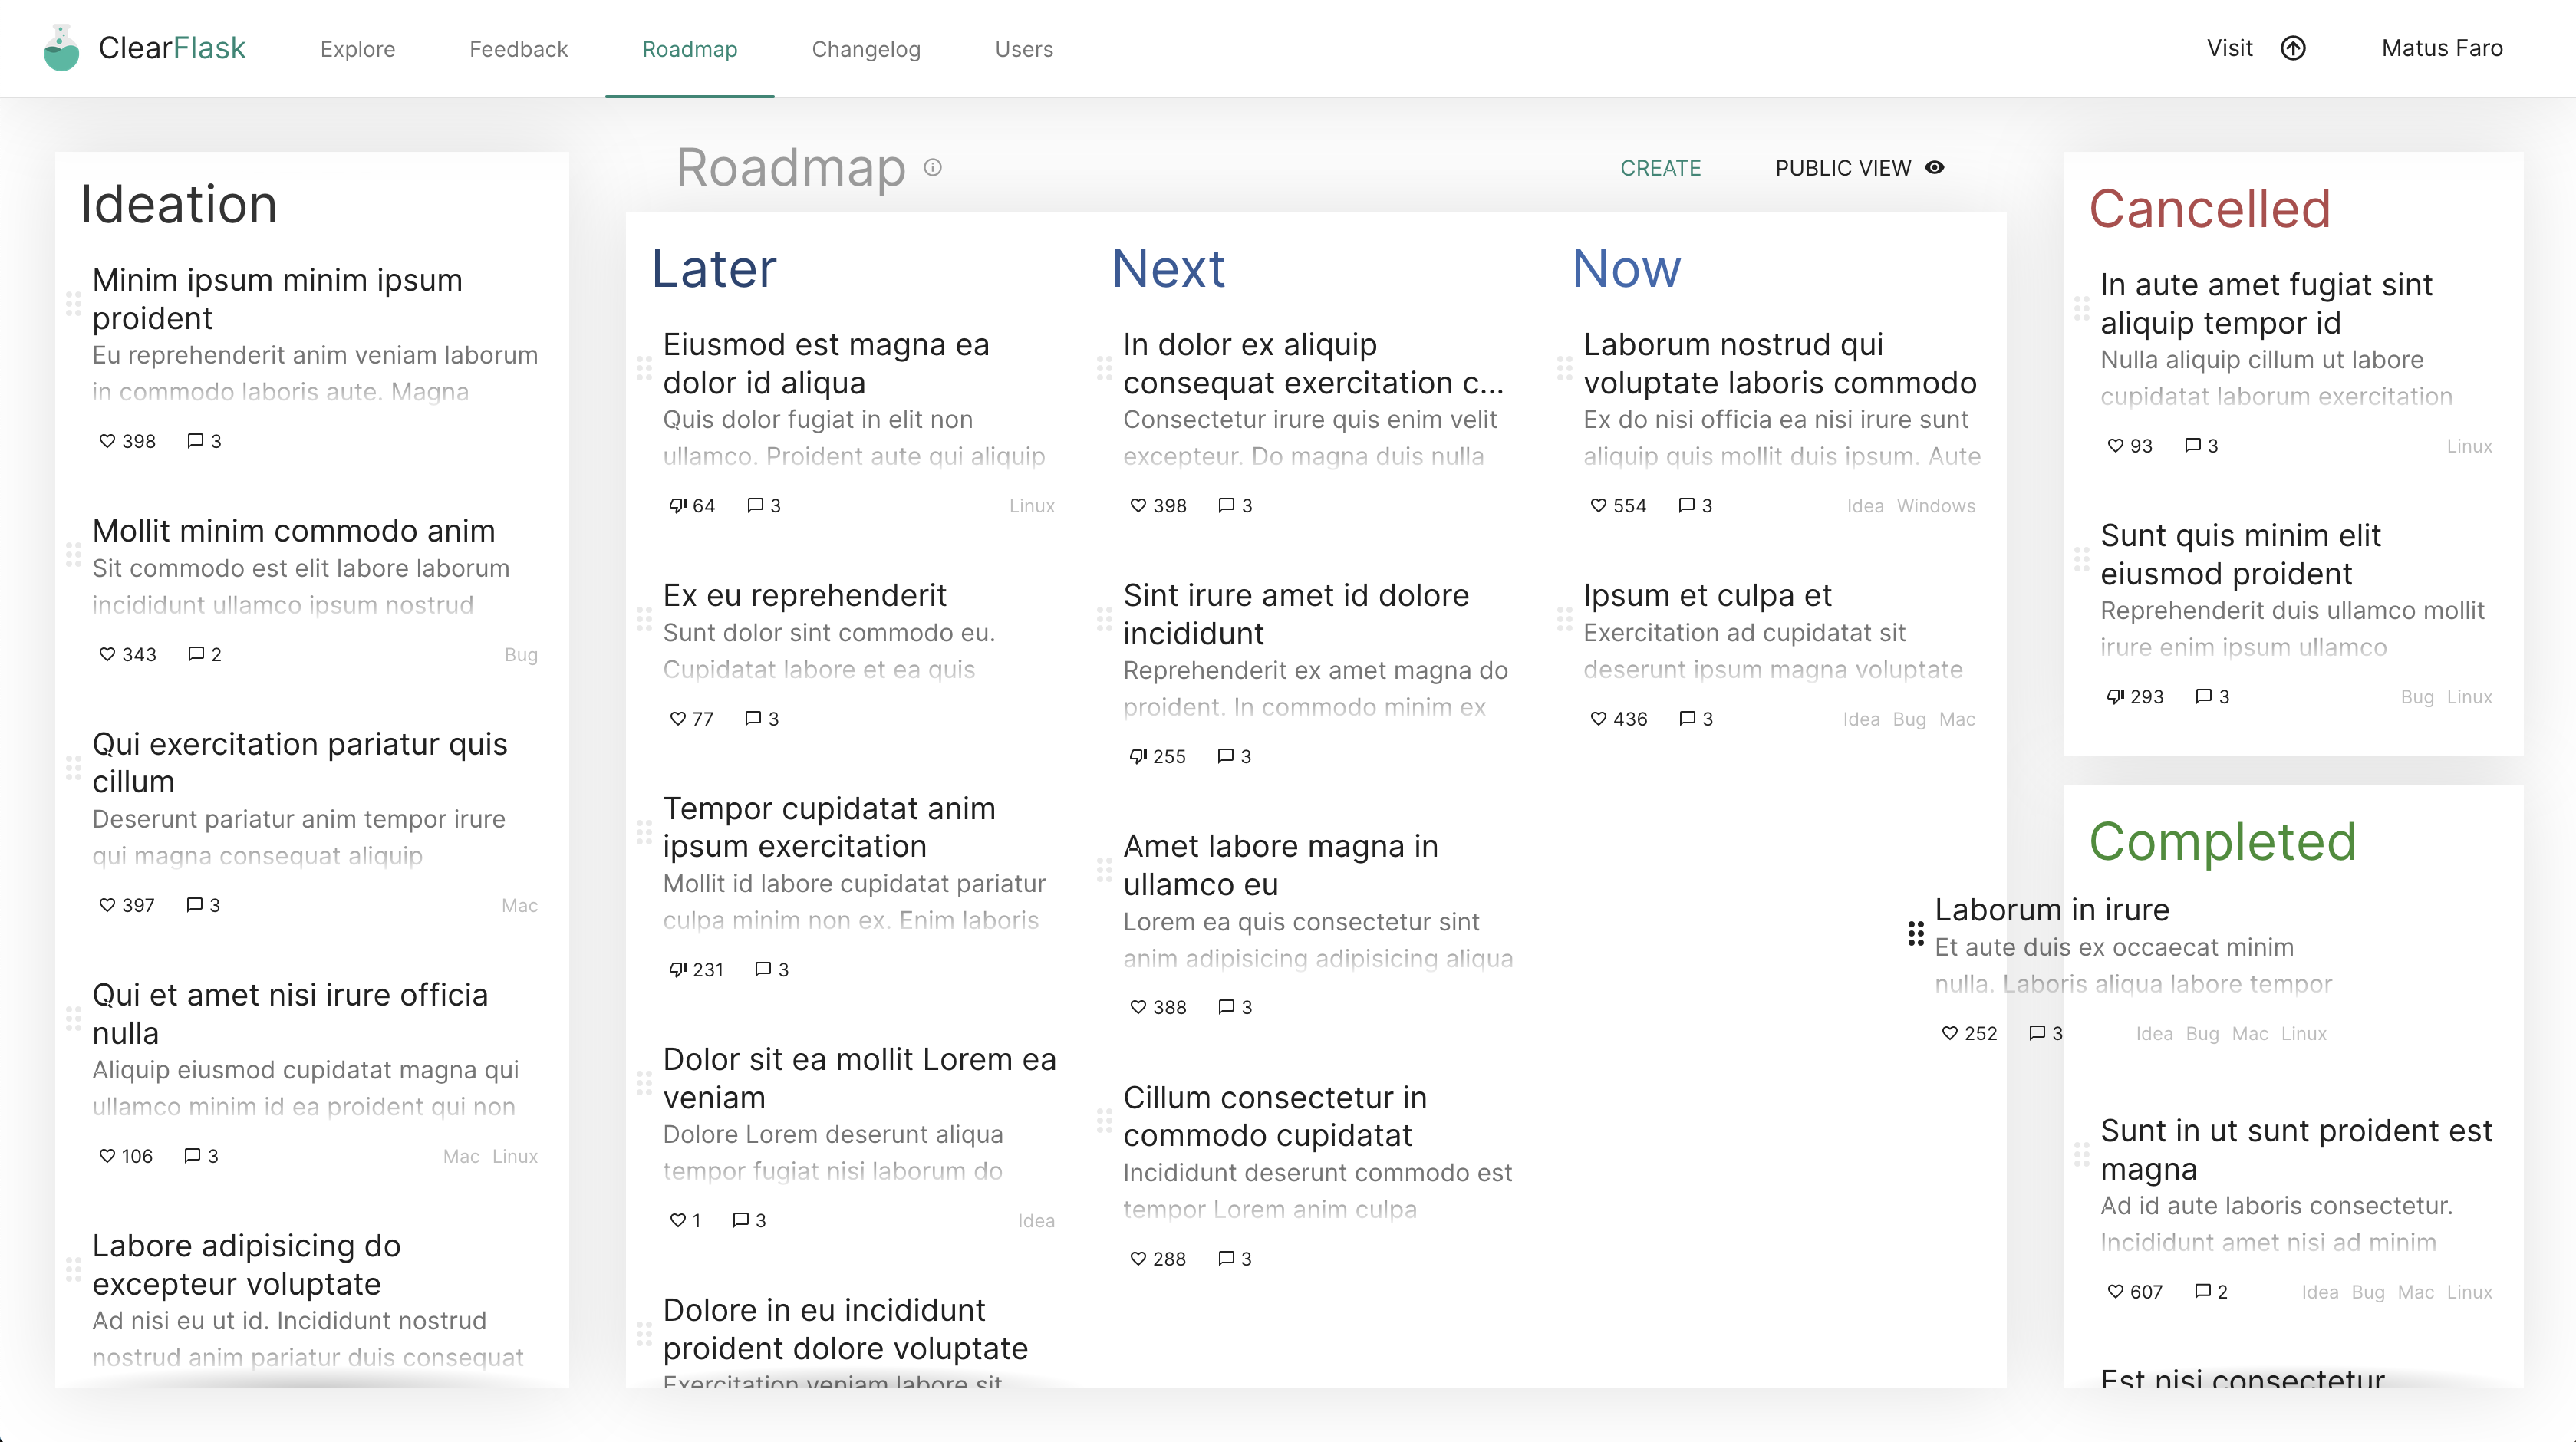 ClearFlask
Explore
Feedback
Roadmap
Changelog
Users
Visit
Matus Faro
Ideation
Minim ipsum minim ipsum
proident
Eu reprehenderit anim veniam laborum
in commodo laboris aute. Magna
398
3
Mollit minim commodo anim
Sit commodo est elit labore laborum
incididunt ullamco ipsum nostrud
343
2
Bug
Qui exercitation pariatur quis
cillum
Deserunt pariatur anim tempor irure
qui magna consequat aliquip
397
3
Mac
Qui et amet nisi irure officia
nulla
Aliquip eiusmod cupidatat magna qui
ullamco minim id ea proident qui non
106
3
Mac Linux
Labore adipisicing do
excepteur voluptate
Ad nisi eu ut id. Incididunt nostrud
nostrud anim pariatur duis consequat
Roadmap
CREATE
PUBLIC VIEW
Later
Eiusmod est magna ea
dolor id aliqua
Quis dolor fugiat in elit non
ullamco. Proident aute qui aliquip
64
3
Linux
Ex eu reprehenderit
Sunt dolor sint commodo eu.
Cupidatat labore et ea quis
77
3
Tempor cupidatat anim
ipsum exercitation
Mollit id labore cupidatat pariatur
culpa minim non ex. Enim laboris
231
3
Dolor sit ea mollit Lorem ea
veniam
Dolore Lorem deserunt aliqua
tempor fugiat nisi laborum do
1
3
Idea
Dolore in eu incididunt
proident dolore voluptate
Exercitation veniam labore sit
Next
In dolor ex aliquip
consequat exercitation c...
Consectetur irure quis enim velit
excepteur. Do magna duis nulla
398
3
Sint irure amet id dolore
incididunt
Reprehenderit ex amet magna do
proident. In commodo minim ex
255
3
Amet labore magna in
ullamco eu
Lorem ea quis consectetur sint
anim adipisicing adipisicing aliqua
388
3
Cillum consectetur in
commodo cupidatat
Incididunt deserunt commodo est
tempor Lorem anim culpa
288
3
Now
Laborum nostrud qui
voluptate laboris commodo
Ex do nisi officia ea nisi irure sunt
aliquip quis mollit duis ipsum. Aute
554
3
Idea Windows
Ipsum et culpa et
Exercitation ad cupidatat sit
deserunt ipsum magna voluptate
436
3
Idea Bug Mac
Cancelled
In aute amet fugiat sint
aliquip tempor id
Nulla aliquip cillum ut labore
cupidatat laborum exercitation
93
3
Linux
Sunt quis minim elit
eiusmod proident
Reprehenderit duis ullamco mollit
irure enim ipsum ullamco
293
3
Bug Linux
Completed
Laborum in irure
Et aute duis ex occaecat minim
nulla. Laboris aliqua labore tempor
252
3
Idea Bug Mac Linux
Sunt in ut sunt proident est
magna
Ad id aute laboris consectetur.
Incididunt amet nisi ad minim
607
2
Idea Bug Mac Linux
Est nisi consectetur